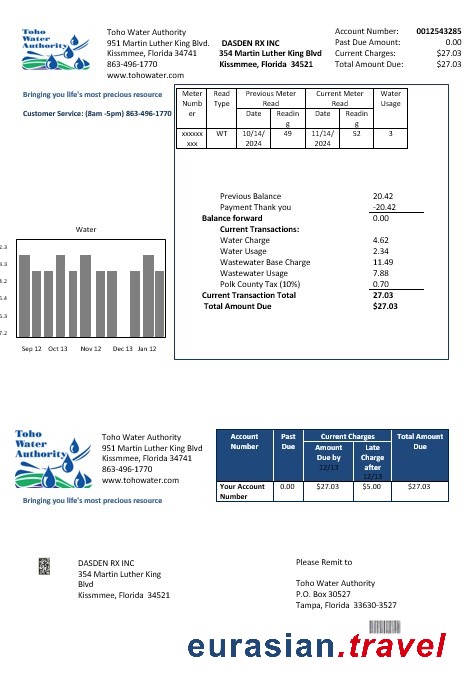 Toho
Water
Authority
Toho Water Authority
951 Martin Luther King Blvd.
Kissmmee, Florida 34741
863-496-1770
www.tohowater.com
DASDEN RX INC
354 Martin Luther King Blvd
Kissmmee, Florida 34521
Account Number: 0012543285
Past Due Amount: 0.00
Current Charges: $27.03
Total Amount Due: $27.03
Bringing you life's most precious resource
Customer Service: (8am -5pm) 863-496-1770
Meter Numb er Read Type Previous Meter Read Current Meter Read Water Usage
Date Readin g Date Readin g
xxxxxx xxx WT 10/14/ 2024 49 11/14/ 2024 52 3
Previous Balance 20.42
Payment Thank you -20.42
Balance forward 0.00
Current Transactions:
Water Charge 4.62
Water Usage 2.34
Wastewater Base Charge 11.49
Wastewater Usage 7.88
Polk County Tax (10%) 0.70
Current Transaction Total 27.03
Total Amount Due $27.03
Water
2.3
3.3
4.2
5.4
5.3
7.2
Sep 12 Oct 13 Nov 12 Dec 13 Jan 12
Toho
Water
Authority
Toho Water Authority
951 Martin Luther King Blvd
Kissmmee, Florida 34741
863-496-1770
www.tohowater.com
Bringing you life's most precious resource
Account Number Past Due Current Charges Total Amount Due
Amount Due by 12/13 Late Charge after 12/13
Your Account Number 0.00 $27.03 $5.00 $27.03
DASDEN RX INC
354 Martin Luther King
Blvd
Kissmmee, Florida 34521
Please Remit to
Toho Water Authority
P.O. Box 30527
Tampa, Florida 33630-3527
eurasian.travel